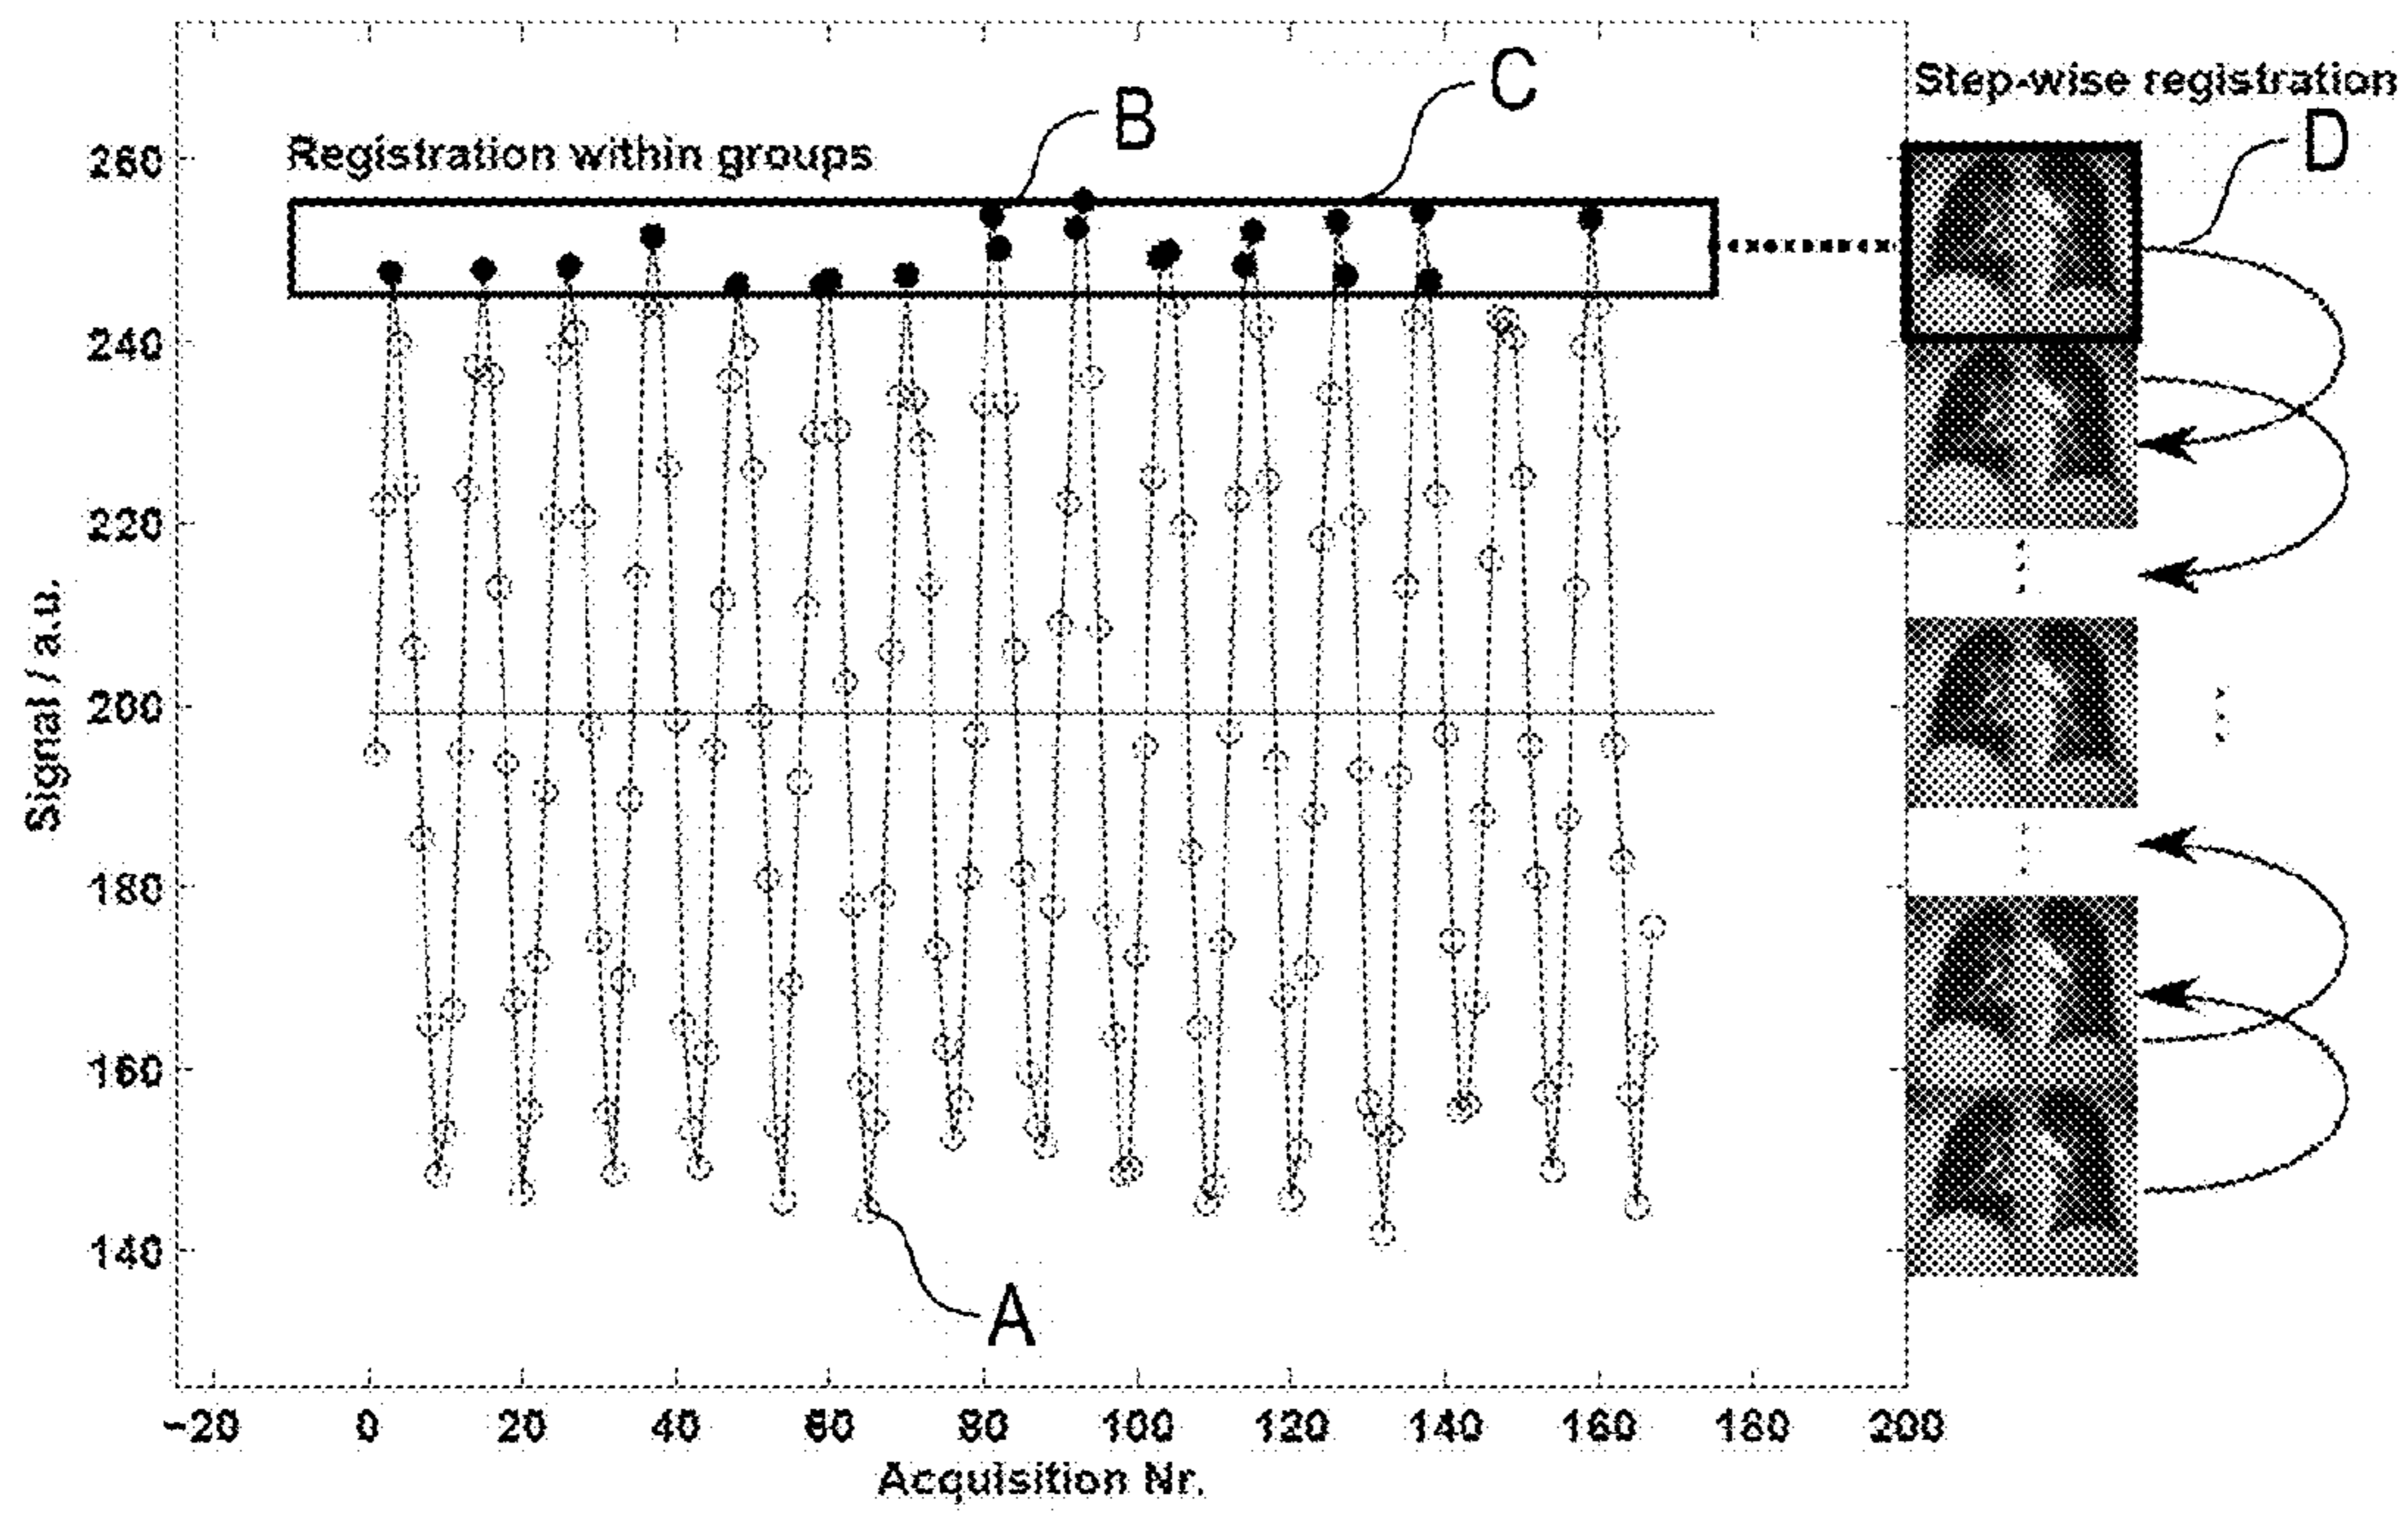 Step-wise registration
C
B
D
Registration within groups
260
240
220
200
180
160
140
Signal / a.u.
A
-20 0 20 40 60 80 100 120 140 160 180 200
Acquisition Nr.